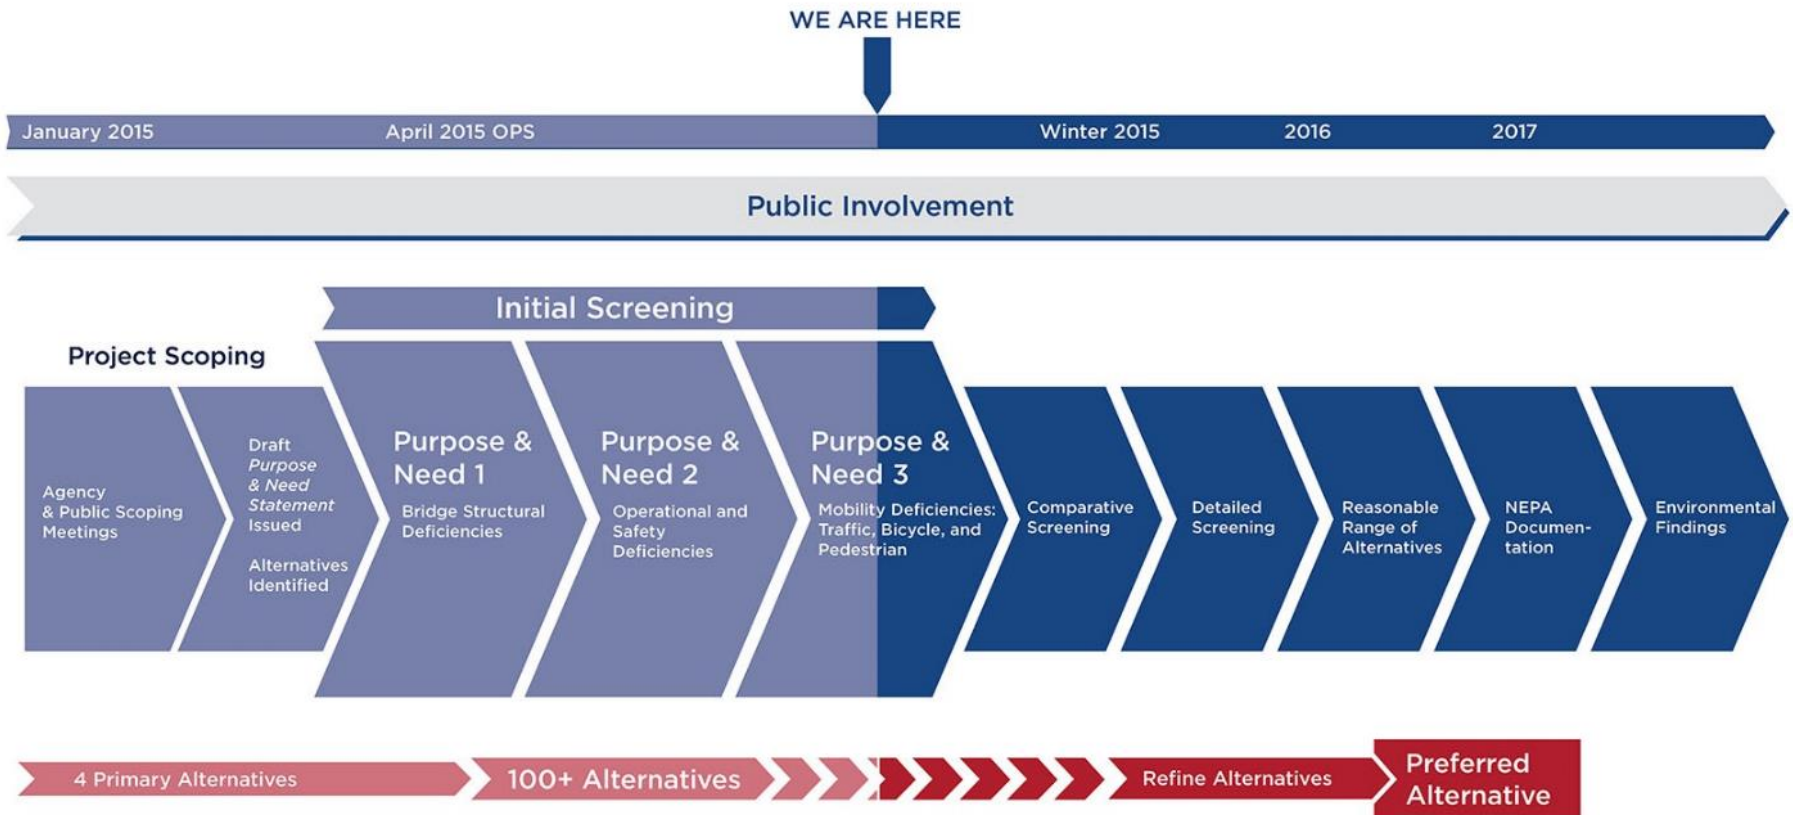 WE ARE HERE
January 2015
April 2015 OPS
Winter 2015
2016
2017
Public Involvement
Initial Screening
Project Scoping
Agency
& Public Scoping
Meetings
Draft
Purpose
& Need
Statement
Issued
Alternatives
Identified
Purpose &
Need 1
Bridge Structural
Deficiencies
Purpose &
Need 2
Operational and
Safety
Deficiencies
Purpose &
Need 3
Mobility Deficiencies:
Traffic, Bicycle, and
Pedestrian
Comparative
Screening
Detailed
Screening
Reasonable
Range of
Alternatives
NEPA
Documen-
tation
Environmental
Findings
4 Primary Alternatives
100+ Alternatives
Refine Alternatives
Preferred
Alternative